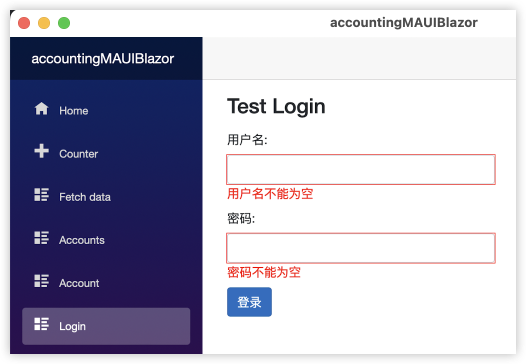 accountingMAUIBlazor
accountingMAUIBlazor
Home
Counter
Fetch data
Accounts
Account
Login
Test Login
用户名:
用户名不能为空
密码:
密码不能为空
登录